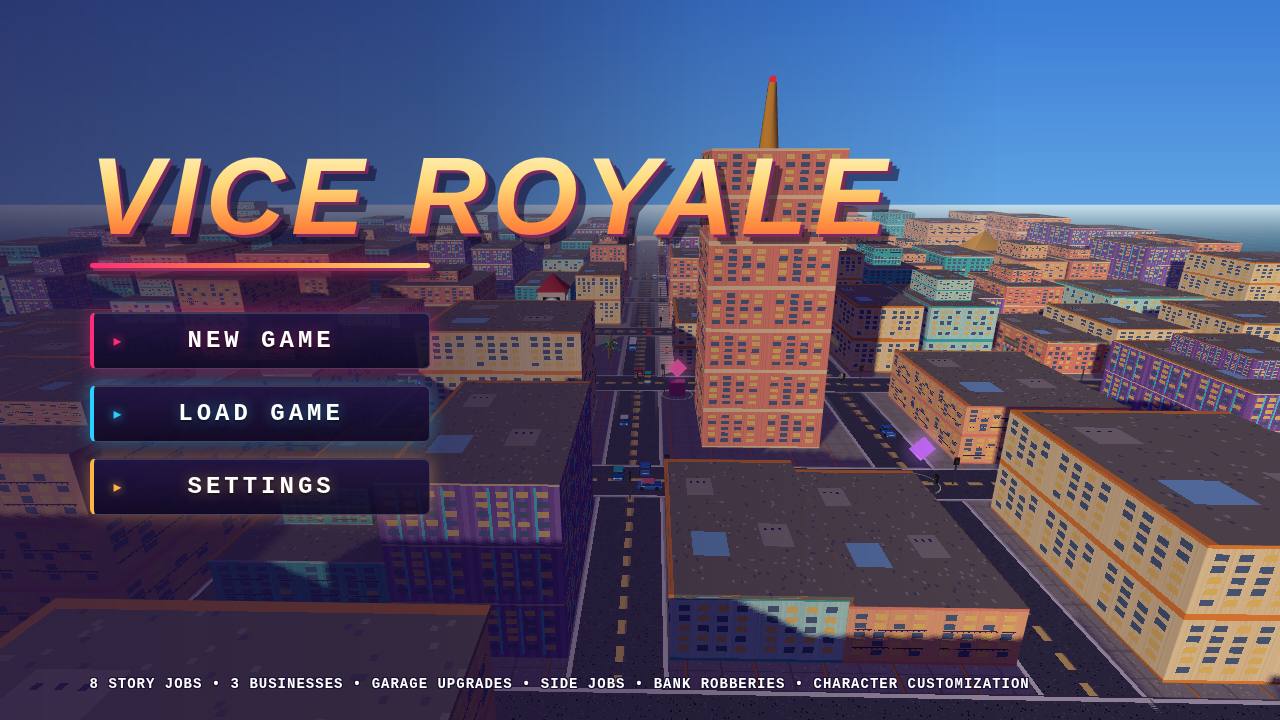 VICE ROYALE
NEW GAME
LOAD GAME
SETTINGS
8 STORY JOBS • 3 BUSINESSES • GARAGE UPGRADES • SIDE JOBS • BANK ROBBERIES • CHARACTER CUSTOMIZATION